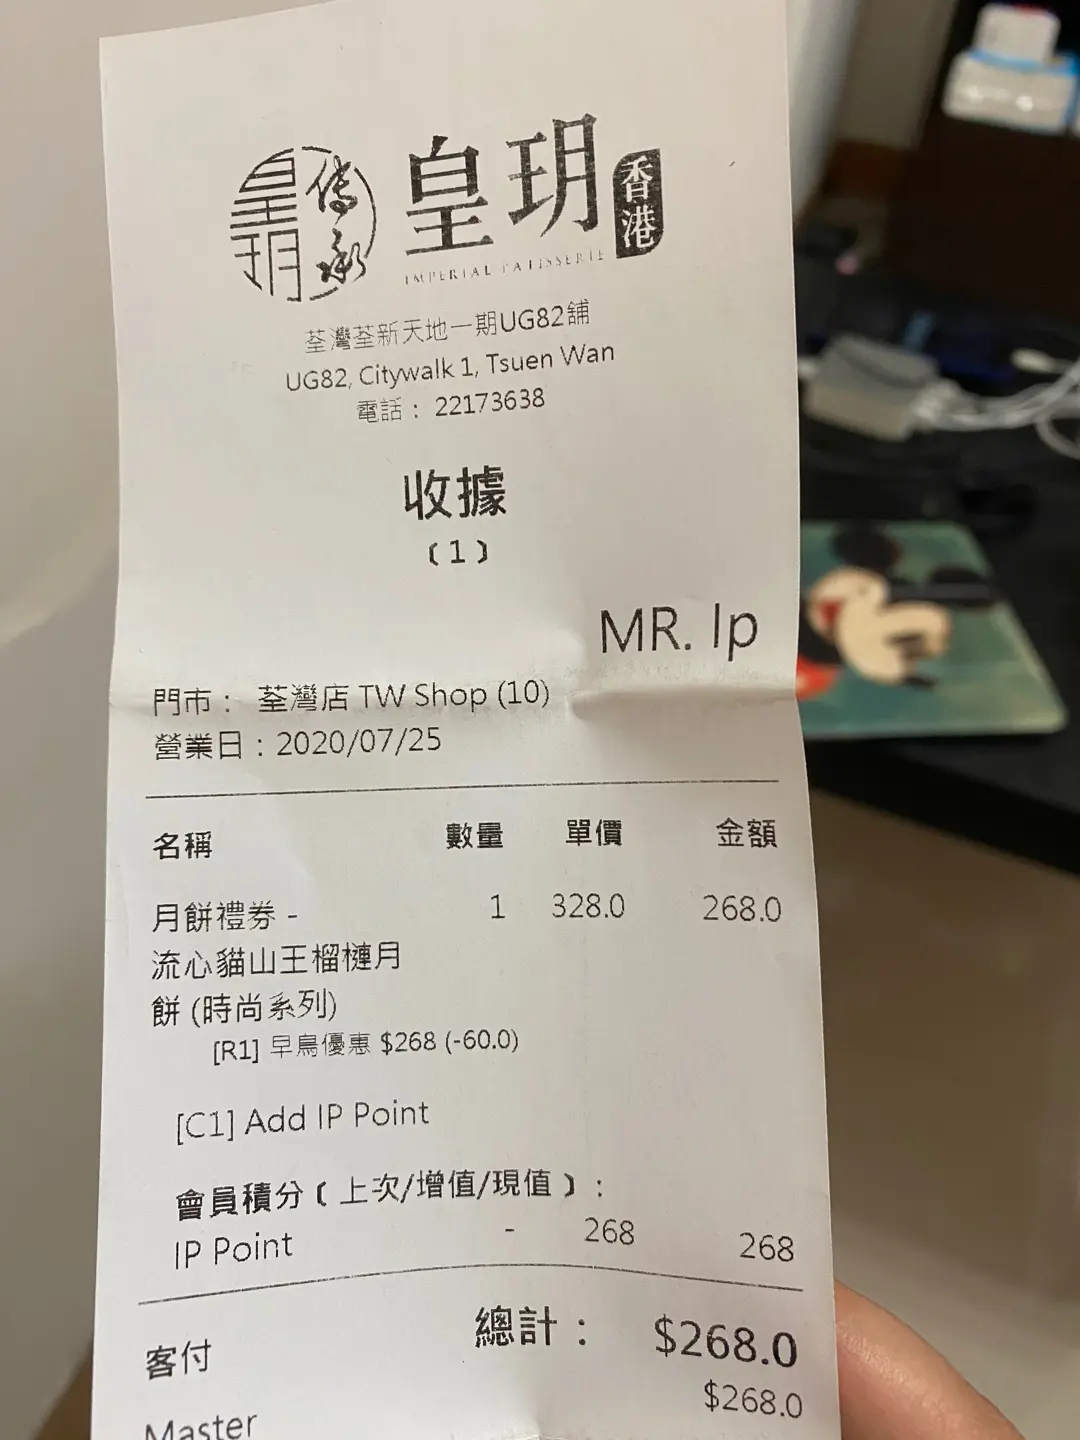 皇玥 傳承
皇玥 香港
IMPERIAL PATISSERIE
荃灣荃新天地一期UG82舖
UG82, Citywalk 1, Tsuen Wan
電話： 22173638
收據
(1)
MR. Ip
門市： 荃灣店 TW Shop (10)
營業日：2020/07/25
名稱 數量 單價 金額
月餅禮券 - 1 328.0 268.0
流心貓山王榴槤月
餅 (時尚系列)
[R1] 早鳥優惠 $268 (-60.0)
[C1] Add IP Point
會員積分（上次/增值/現值）：
IP Point - 268 268
總計： $268.0
客付 $268.0
Master